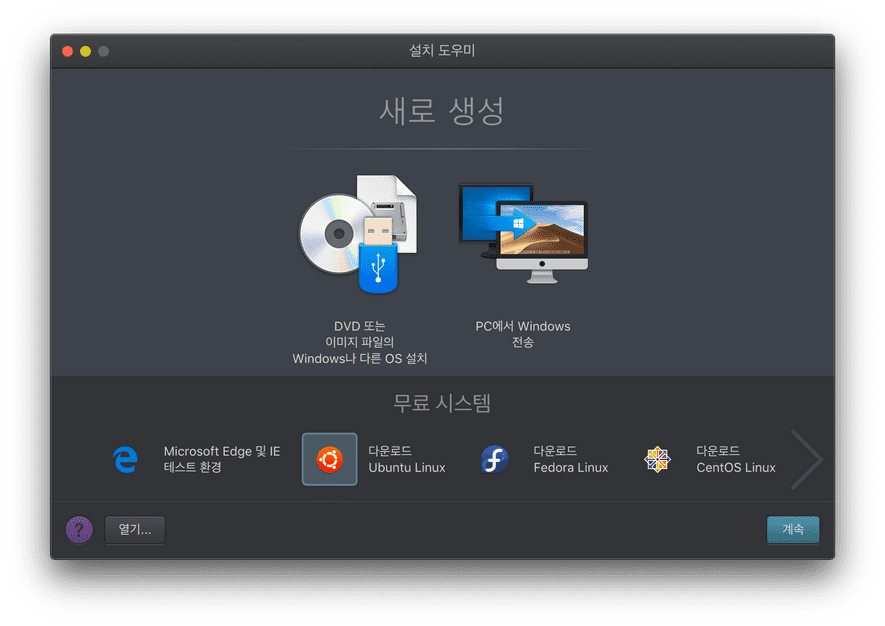 설치 도우미
새로 생성
DVD 또는
이미지 파일의
Windows나 다른 OS 설치
PC에서 Windows
전송
무료 시스템
Microsoft Edge 및 IE
테스트 환경
다운로드
Ubuntu Linux
다운로드
Fedora Linux
다운로드
CentOS Linux
?
열기...
계속